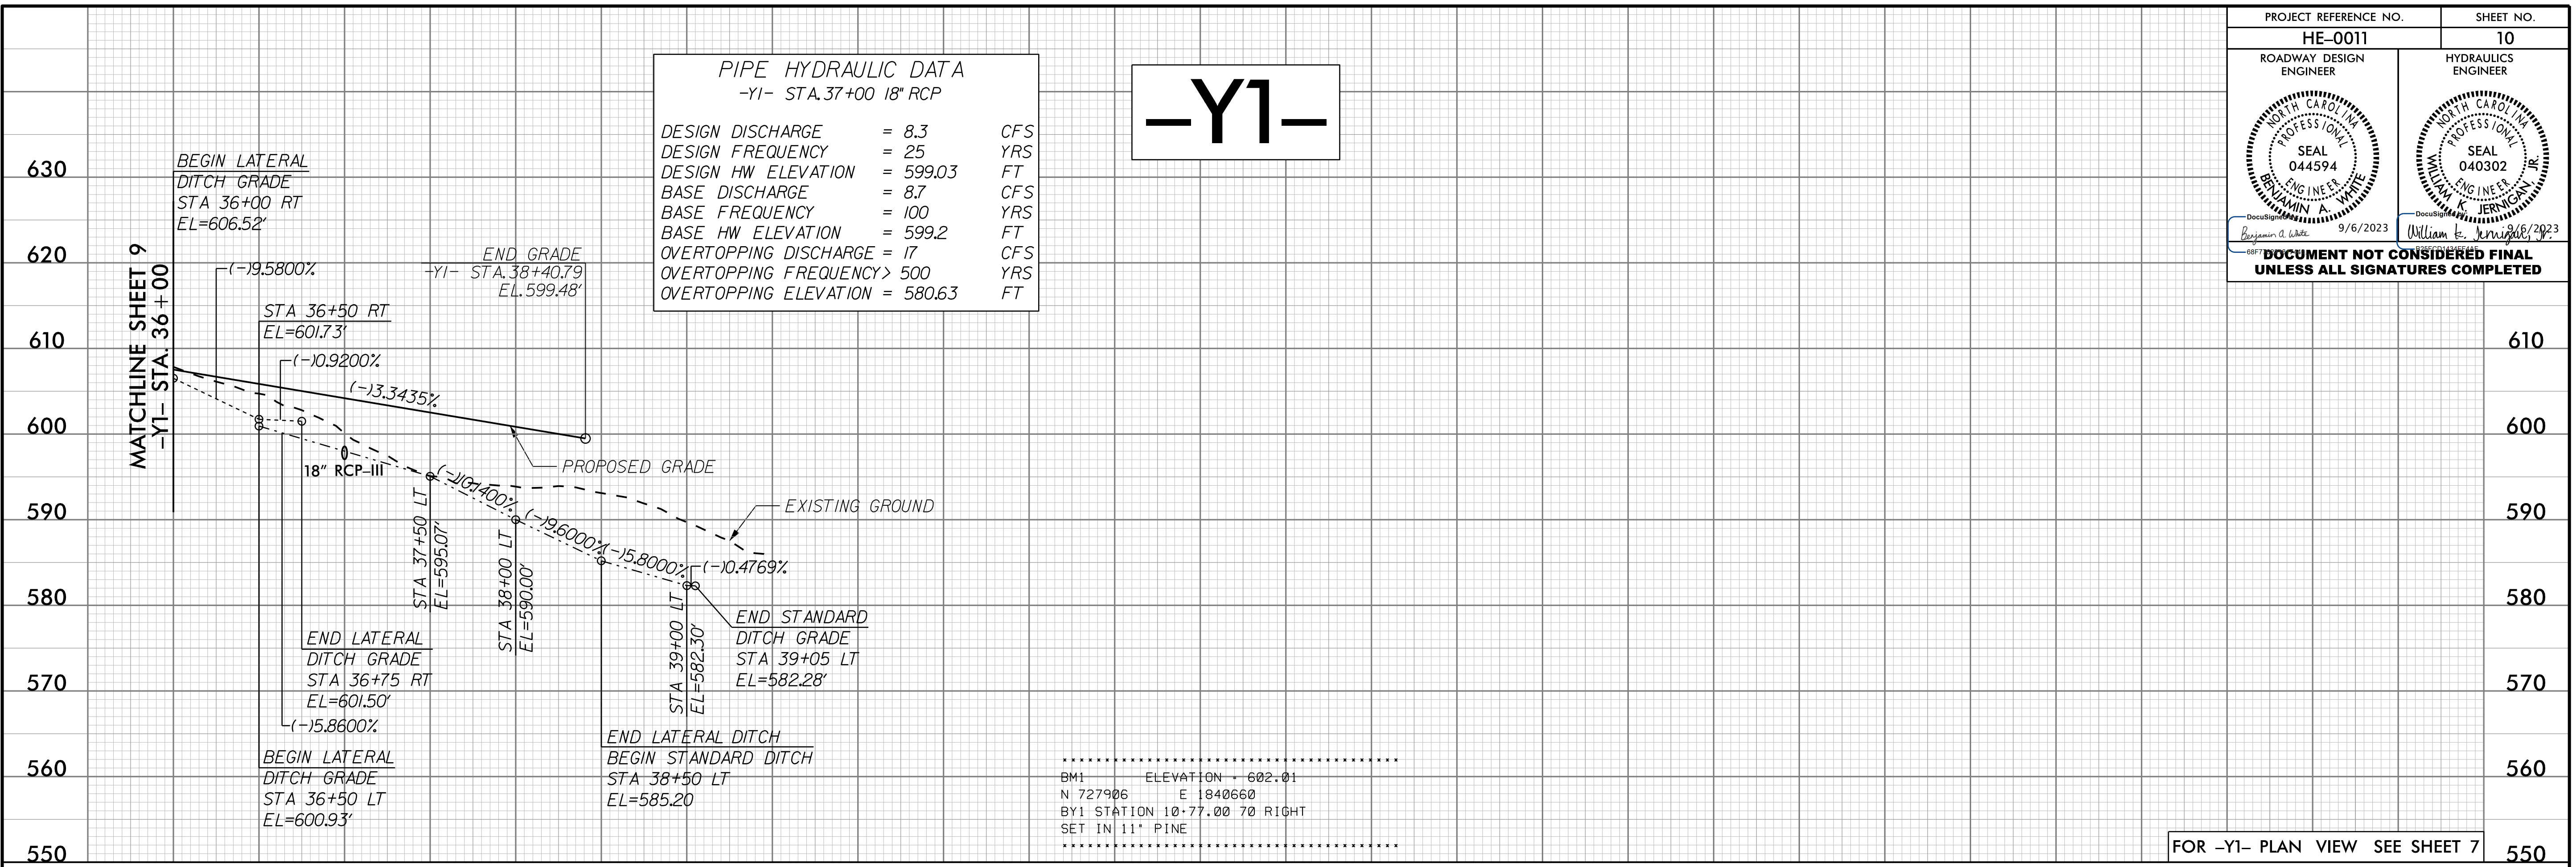 PROJECT REFERENCE NO. SHEET NO.
HE–0011 10
ROADWAY DESIGN ENGINEER
HYDRAULICS ENGINEER
NORTH CAROLINA
PROFESSIONAL
SEAL
044594
ENGINEER
BENJAMIN A. WHITE
NORTH CAROLINA
PROFESSIONAL
SEAL
040302
ENGINEER
WILLIAM K. JERNIGAN, JR.
Benjamin A. White
9/6/2023
William K. Jernigan, Jr.
9/6/2023
DOCUMENT NOT CONSIDERED FINAL
UNLESS ALL SIGNATURES COMPLETED
PIPE HYDRAULIC DATA
-Y1- STA. 37+00 18" RCP
DESIGN DISCHARGE = 8.3 CFS
DESIGN FREQUENCY = 25 YRS
DESIGN HW ELEVATION = 599.03 FT
BASE DISCHARGE = 8.7 CFS
BASE FREQUENCY = 100 YRS
BASE HW ELEVATION = 599.2 FT
OVERTOPPING DISCHARGE = 17 CFS
OVERTOPPING FREQUENCY> 500 YRS
OVERTOPPING ELEVATION = 580.63 FT
–Y1–
630
620
610
600
590
580
570
560
550
MATCHLINE SHEET 9
–Y1– STA. 36+00
BEGIN LATERAL
DITCH GRADE
STA 36+00 RT
EL=606.52'
(-)9.5800%
STA 36+50 RT
EL=601.73'
(-)0.9200%
END GRADE
-Y1- STA. 38+40.79
EL. 599.48'
(-)3.3435%
PROPOSED GRADE
18" RCP–III
EXISTING GROUND
(-)10.1400%
(-)9.6000%
(-)5.8000%
(-)0.4769%
STA 37+50 LT
EL=595.07'
STA 38+00 LT
EL=590.00'
STA 39+00 LT
EL=582.30'
END STANDARD
DITCH GRADE
STA 39+05 LT
EL=582.28'
END LATERAL
DITCH GRADE
STA 36+75 RT
EL=601.50'
(-)5.8600%
BEGIN LATERAL
DITCH GRADE
STA 36+50 LT
EL=600.93'
END LATERAL DITCH
BEGIN STANDARD DITCH
STA 38+50 LT
EL=585.20
BM1 ELEVATION - 602.01
N 727906 E 1840660
BY1 STATION 10+77.00 70 RIGHT
SET IN 11" PINE
610
600
590
580
570
560
550
FOR –Y1– PLAN VIEW SEE SHEET 7